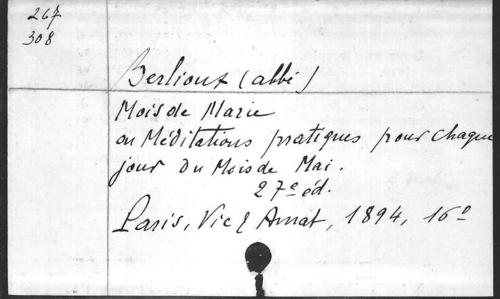 267
308
Berlioux (abbé)
Mois de Marie
ou Méditations pratiques pour chaque
jour du Mois de Mai.
27e éd.
Paris, Vic & Amat, 1894, 16º